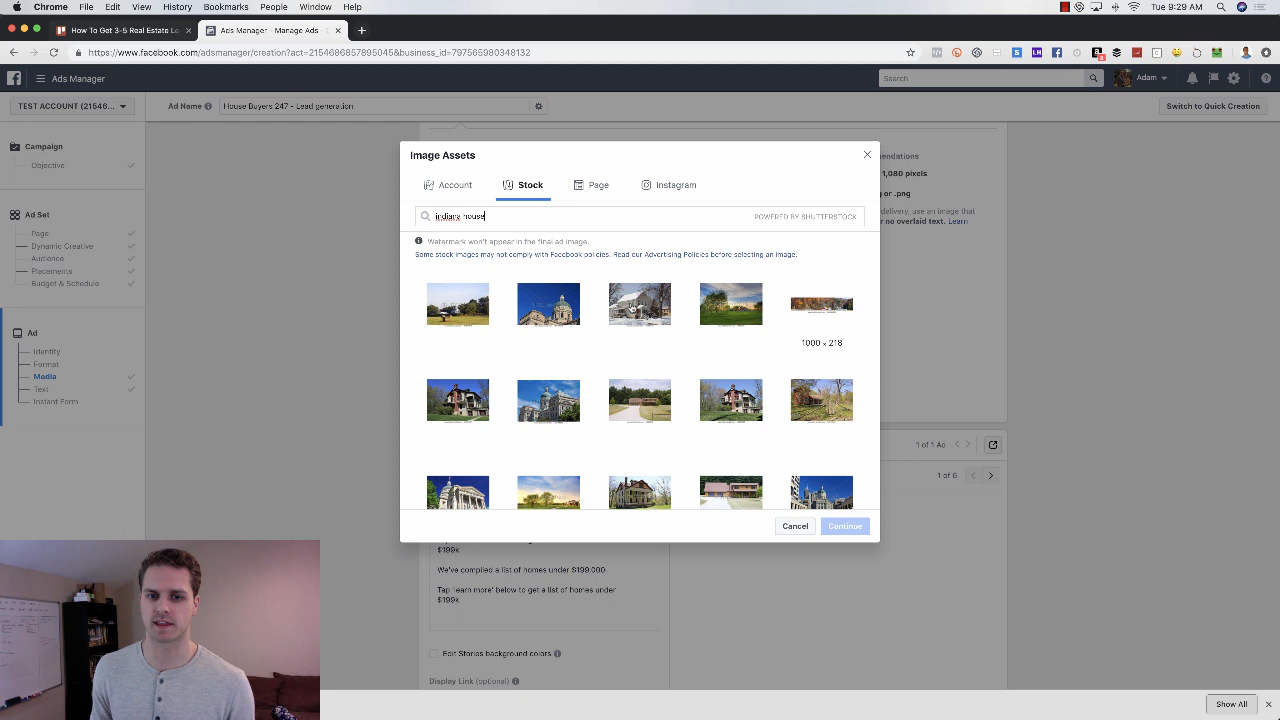 Chrome File Edit View History Bookmarks People Window Help
Tue 9:29 AM
How To Get 3-5 Real Estate Le
Ads Manager - Manage Ads -
https://www.facebook.com/adsmanager/creation?act=2154686857895045&business_id=797565980348132
Ads Manager
Search
Adam
TEST ACCOUNT (21546...
Ad Name
House Buyers 247 - Lead generation
Switch to Quick Creation
Campaign
Objective
Ad Set
Page
Dynamic Creative
Audience
Placements
Budget & Schedule
Ad
Identity
Format
Media
Text
Instant Form
Image Assets
Account
Stock
Page
Instagram
indiana house
POWERED BY SHUTTERSTOCK
Watermark won't appear in the final ad image.
Some stock images may not comply with Facebook policies. Read our Advertising Policies before selecting an image.
1000 × 218
Cancel
Continue
endations
1,080 pixels
g or .png
delivery, use an image that
r no overlaid text. Learn
1 of 1 Ad
1 of 6
$199k
We've compiled a list of homes under $199,000.
Tap 'learn more' below to get a list of homes under
$199k
Edit Stories background colors
Display Link (optional)
Show All